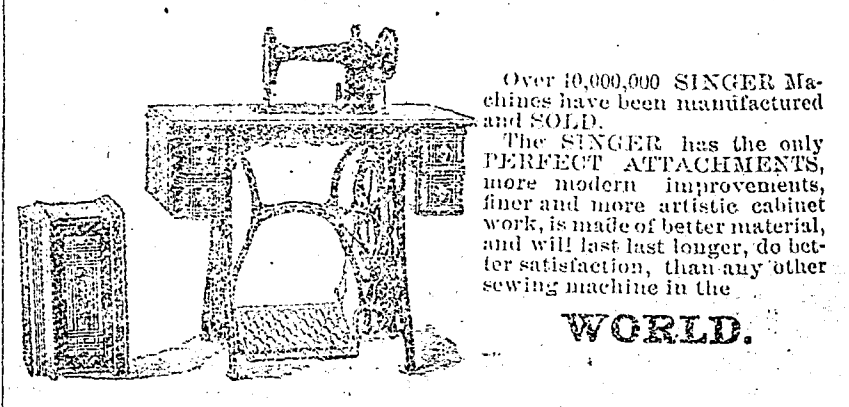 Over 10,000,000 SINGER Ma-
chines have been manufactured
and SOLD.
The SINGER has the only
PERFECT ATTACHMENTS,
more modern improvements,
finer and more artistic cabinet
work, is made of better material,
and will last last longer, do bet-
ter satisfaction, than any other
sewing machine in the
WORLD.